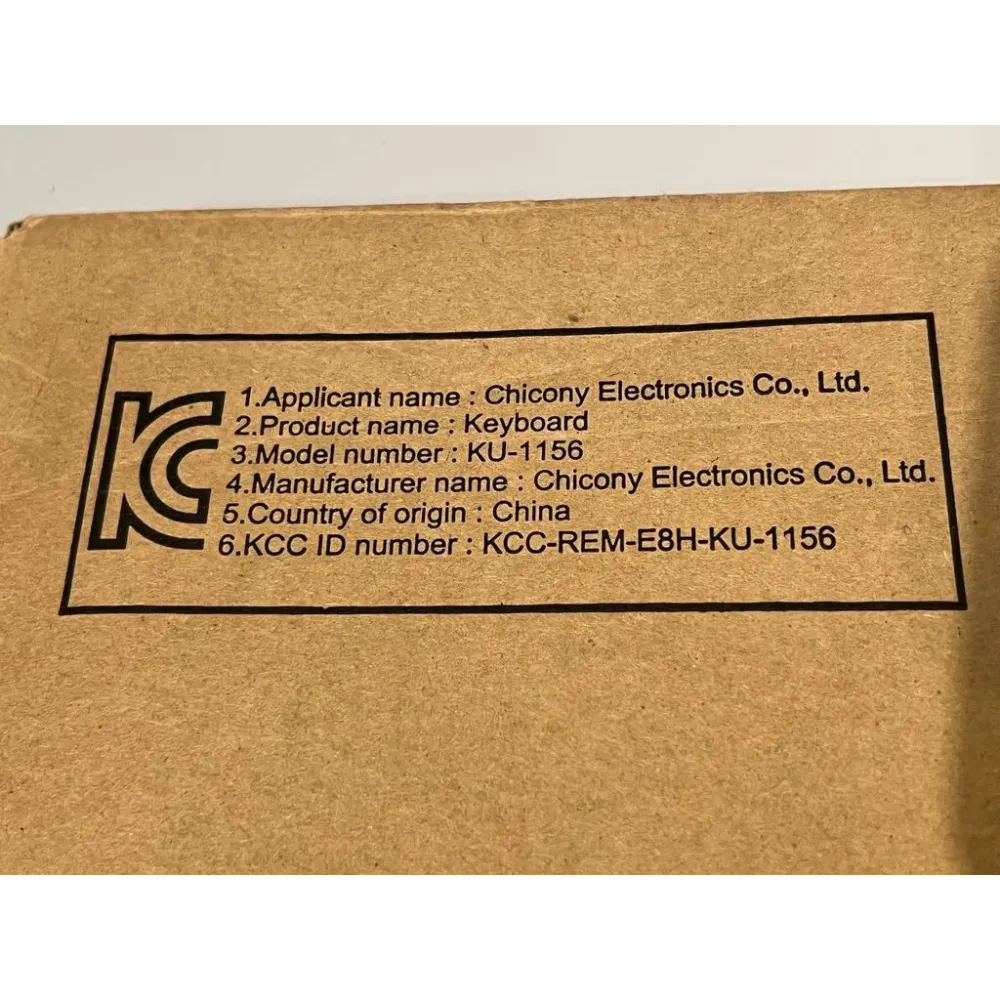 KC
1.Applicant name : Chicony Electronics Co., Ltd.
2.Product name : Keyboard
3.Model number : KU-1156
4.Manufacturer name : Chicony Electronics Co., Ltd.
5.Country of origin : China
6.KCC ID number : KCC-REM-E8H-KU-1156